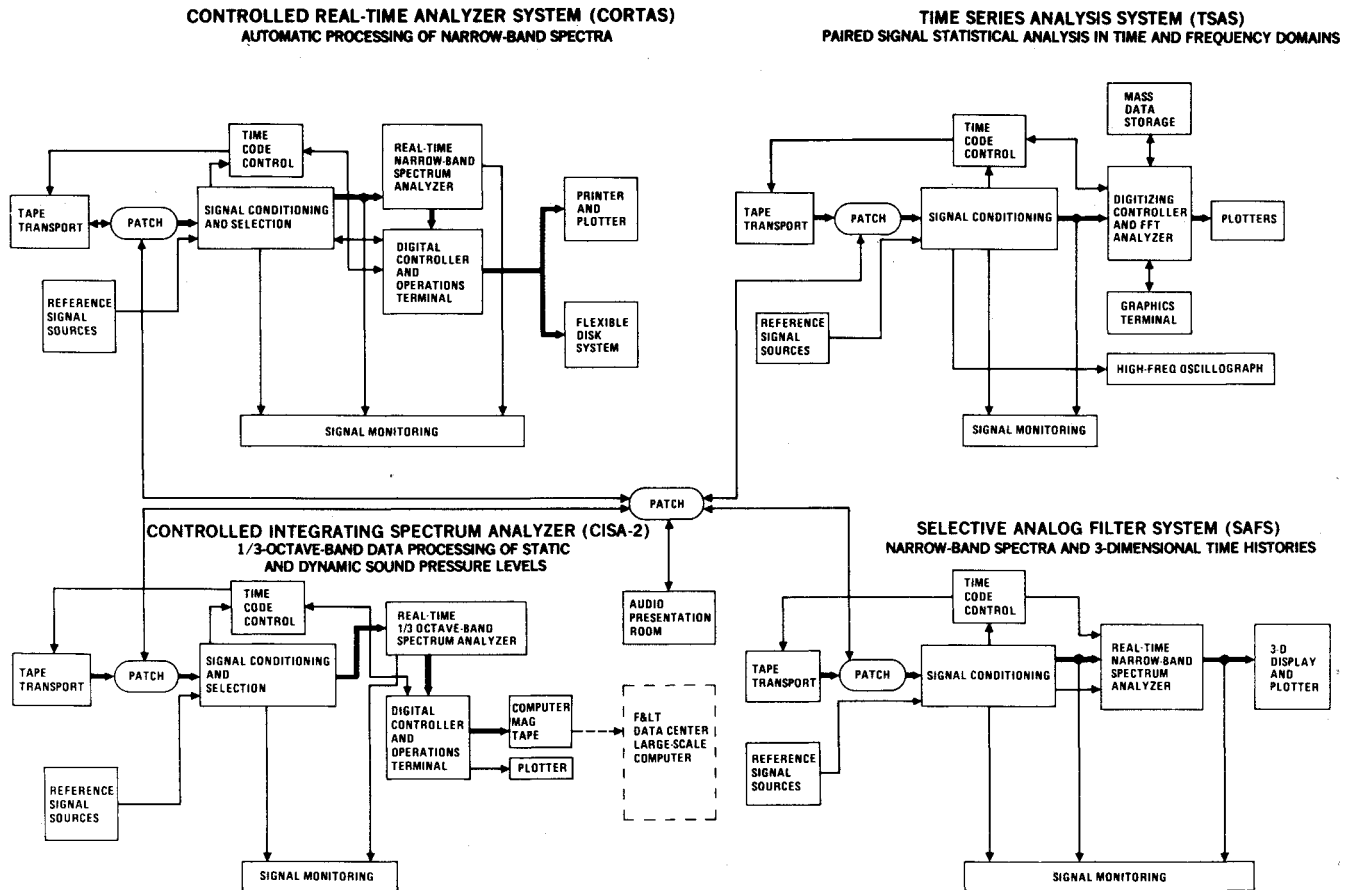 CONTROLLED REAL-TIME ANALYZER SYSTEM (CORTAS)
AUTOMATIC PROCESSING OF NARROW-BAND SPECTRA
TIME
CODE
CONTROL
REAL-TIME
NARROW-BAND
SPECTRUM
ANALYZER
TAPE
TRANSPORT
PATCH
SIGNAL CONDITIONING
AND SELECTION
PRINTER
AND
PLOTTER
DIGITAL
CONTROLLER
AND
OPERATIONS
TERMINAL
REFERENCE
SIGNAL
SOURCES
FLEXIBLE
DISK
SYSTEM
SIGNAL MONITORING
TIME SERIES ANALYSIS SYSTEM (TSAS)
PAIRED SIGNAL STATISTICAL ANALYSIS IN TIME AND FREQUENCY DOMAINS
MASS
DATA
STORAGE
TIME
CODE
CONTROL
TAPE
TRANSPORT
PATCH
SIGNAL CONDITIONING
DIGITIZING
CONTROLLER
AND FFT
ANALYZER
PLOTTERS
REFERENCE
SIGNAL
SOURCES
GRAPHICS
TERMINAL
HIGH-FREQ OSCILLOGRAPH
SIGNAL MONITORING
PATCH
AUDIO
PRESENTATION
ROOM
CONTROLLED INTEGRATING SPECTRUM ANALYZER (CISA-2)
1/3-OCTAVE-BAND DATA PROCESSING OF STATIC
AND DYNAMIC SOUND PRESSURE LEVELS
TIME
CODE
CONTROL
REAL-TIME
1/3 OCTAVE-BAND
SPECTRUM ANALYZER
TAPE
TRANSPORT
PATCH
SIGNAL CONDITIONING
AND
SELECTION
DIGITAL
CONTROLLER
AND
OPERATIONS
TERMINAL
COMPUTER
MAG
TAPE
PLOTTER
F&LT
DATA CENTER
LARGE-SCALE
COMPUTER
REFERENCE
SIGNAL
SOURCES
SIGNAL MONITORING
SELECTIVE ANALOG FILTER SYSTEM (SAFS)
NARROW-BAND SPECTRA AND 3-DIMENSIONAL TIME HISTORIES
TIME
CODE
CONTROL
TAPE
TRANSPORT
PATCH
SIGNAL CONDITIONING
REAL-TIME
NARROW-BAND
SPECTRUM
ANALYZER
3-D
DISPLAY
AND
PLOTTER
REFERENCE
SIGNAL
SOURCES
SIGNAL MONITORING